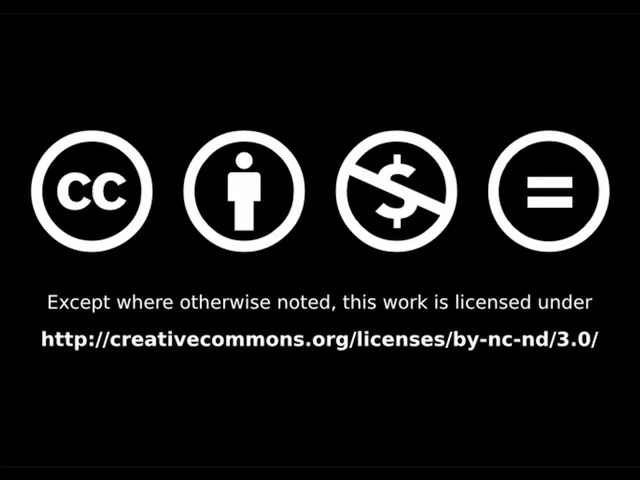 cc
$
=
Except where otherwise noted, this work is licensed under
http://creativecommons.org/licenses/by-nc-nd/3.0/